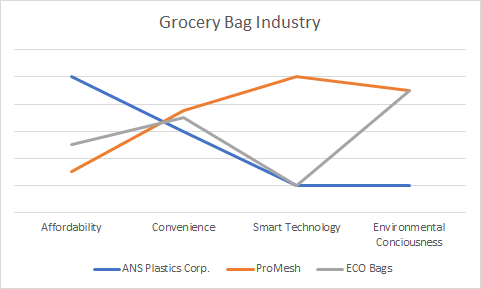 Grocery Bag Industry
Affordability
Convenience
Smart Technology
Environmental
Conciousness
ANS Plastics Corp.
ProMesh
ECO Bags